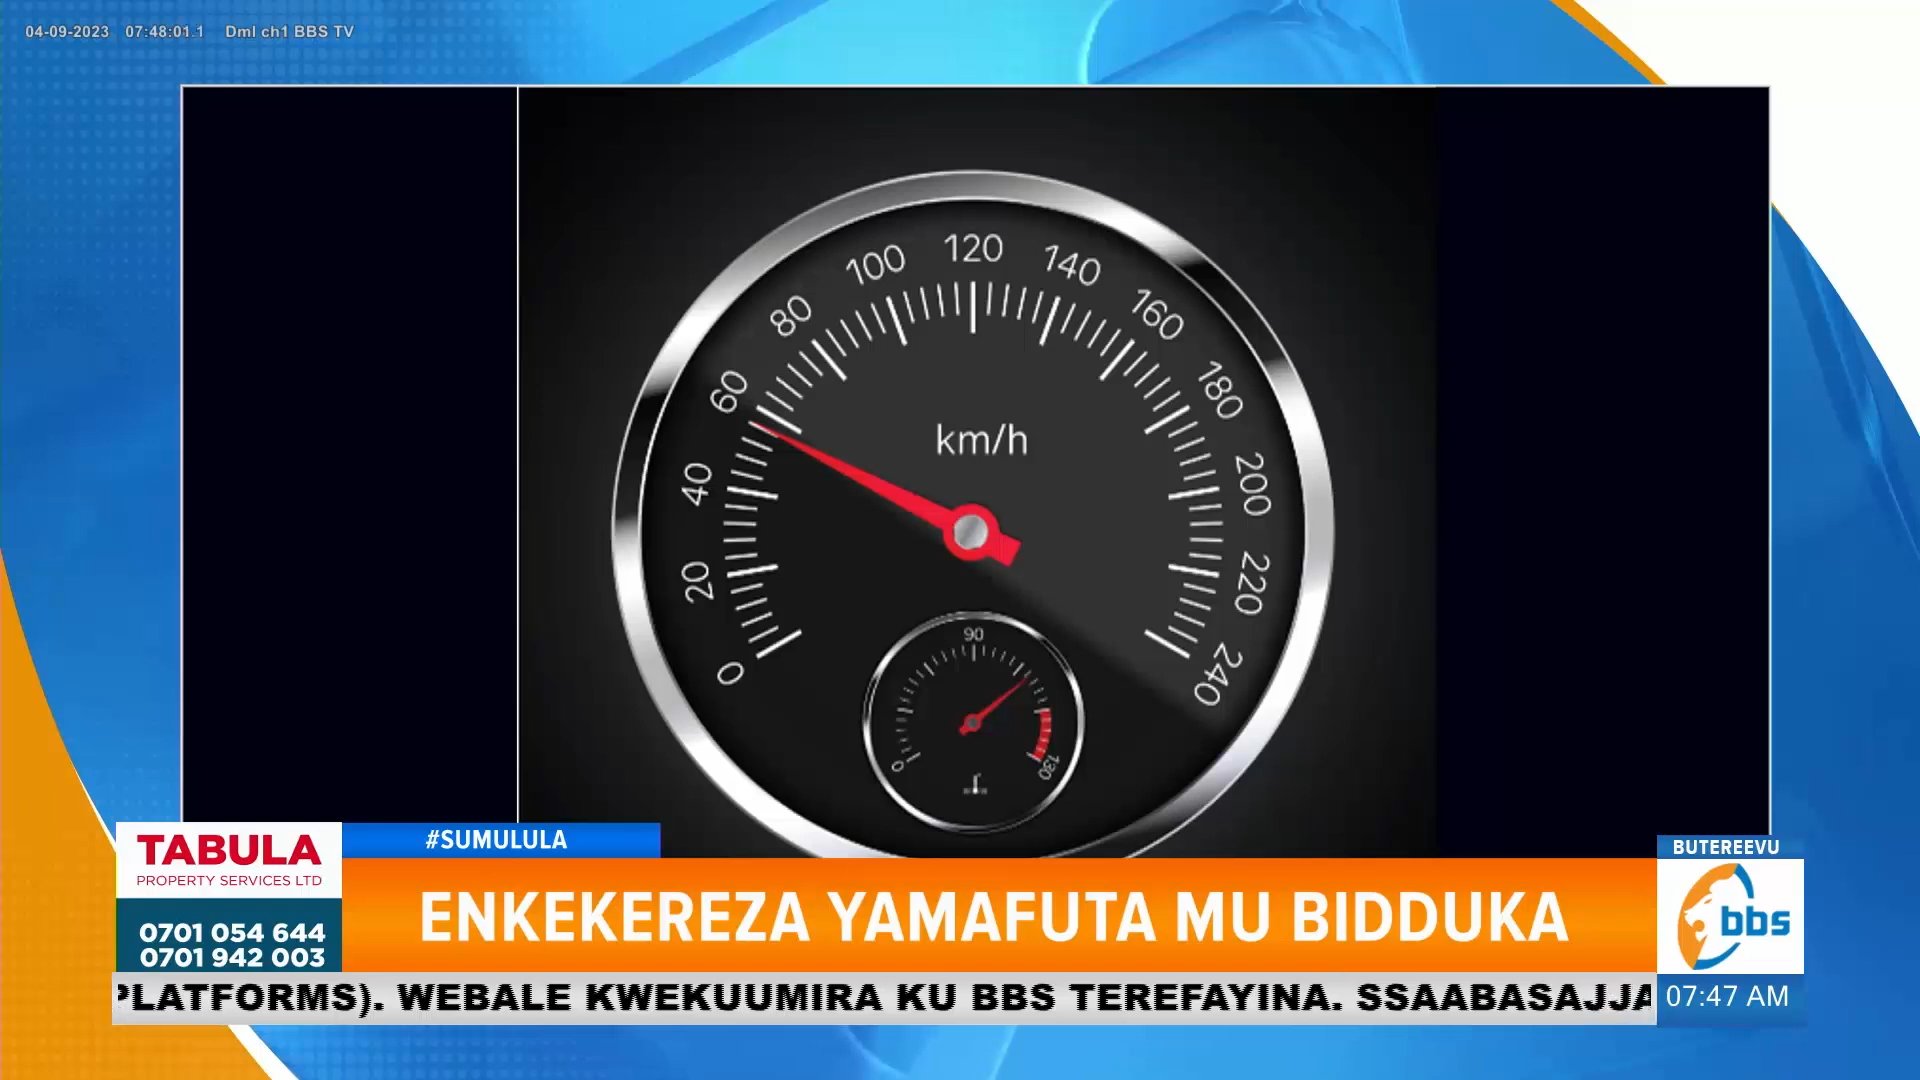 04-09-2023 07:48:01.1 Dml ch1 BBS TV
0
20
40
60
80
100
120
140
160
180
200
220
240
km/h
0
90
130
TABULA
PROPERTY SERVICES LTD
0701 054 644
0701 942 003
#SUMULULA
ENKEKEREZA YAMAFUTA MU BIDDUKA
BUTEREEVU
bbs
PLATFORMS). WEBALE KWEKUUMIRA KU BBS TEREFAYINA. SSAABASAJJA
07:47 AM